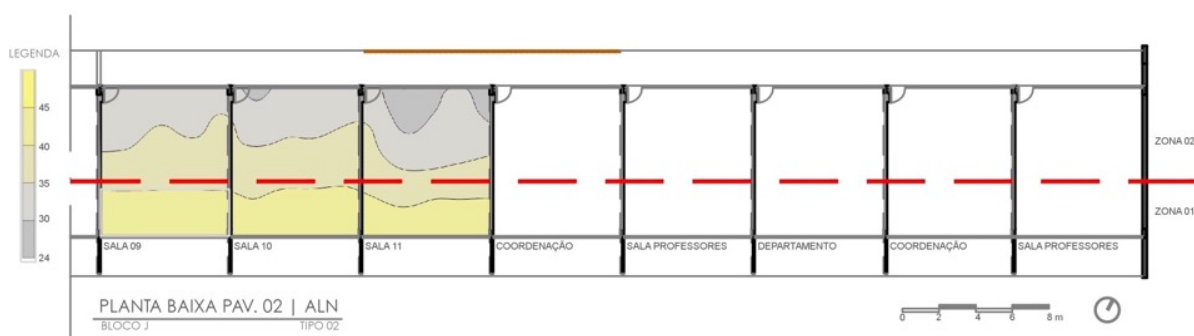 LEGENDA
45
40
35
30
24
ZONA 02
ZONA 01
SALA 09 SALA 10 SALA 11 COORDENAÇÃO SALA PROFESSORES DEPARTAMENTO COORDENAÇÃO SALA PROFESSORES
PLANTA BAIXA PAV. 02 | ALN
BLOCO J TIPO 02
0 2 4 6 8 m